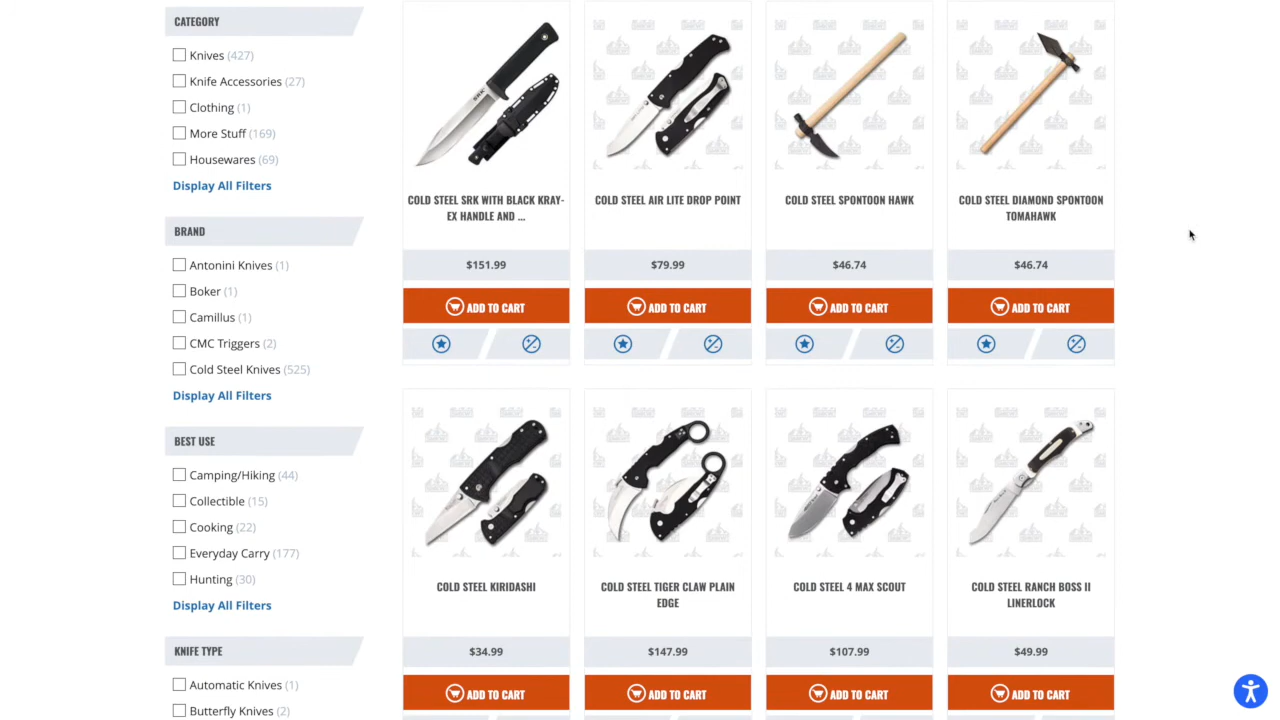 CATEGORY
Knives (427)
Knife Accessories (27)
Clothing (1)
More Stuff (169)
Housewares (69)
Display All Filters
BRAND
Antonini Knives (1)
Boker (1)
Camillus (1)
CMC Triggers (2)
Cold Steel Knives (525)
Display All Filters
BEST USE
Camping/Hiking (44)
Collectible (15)
Cooking (22)
Everyday Carry (177)
Hunting (30)
Display All Filters
KNIFE TYPE
Automatic Knives (1)
Butterfly Knives (2)
COLD STEEL SRK WITH BLACK KRAY-
EX HANDLE AND ...
$151.99
ADD TO CART
COLD STEEL AIR LITE DROP POINT
$79.99
ADD TO CART
COLD STEEL SPONTOON HAWK
$46.74
ADD TO CART
COLD STEEL DIAMOND SPONTOON
TOMAHAWK
$46.74
ADD TO CART
COLD STEEL KIRIDASHI
$34.99
ADD TO CART
COLD STEEL TIGER CLAW PLAIN
EDGE
$147.99
ADD TO CART
COLD STEEL 4 MAX SCOUT
$107.99
ADD TO CART
COLD STEEL RANCH BOSS II
LINERLOCK
$49.99
ADD TO CART